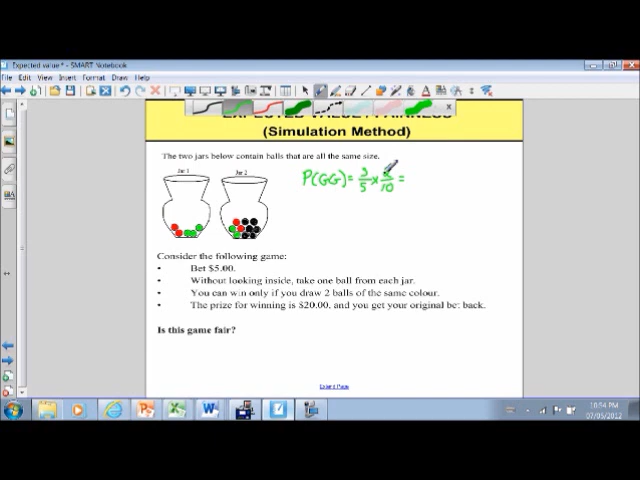 Expected value * - SMART Notebook
File Edit View Insert Format Draw Help
EXPECTED VALUE / FAIRNESS
(Simulation Method)
The two jars below contain balls that are all the same size.
Jar 1 Jar 2
P(GG) = 3/5 x /10 =
Consider the following game:
• Bet $5.00.
• Without looking inside, take one ball from each jar.
• You can win only if you draw 2 balls of the same colour.
• The prize for winning is $20.00, and you get your original bet back.
Is this game fair?
Extend Page
10:54 PM
07/05/2012